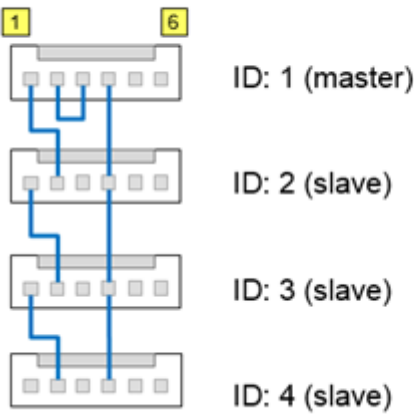 1 6
ID: 1 (master)
ID: 2 (slave)
ID: 3 (slave)
ID: 4 (slave)